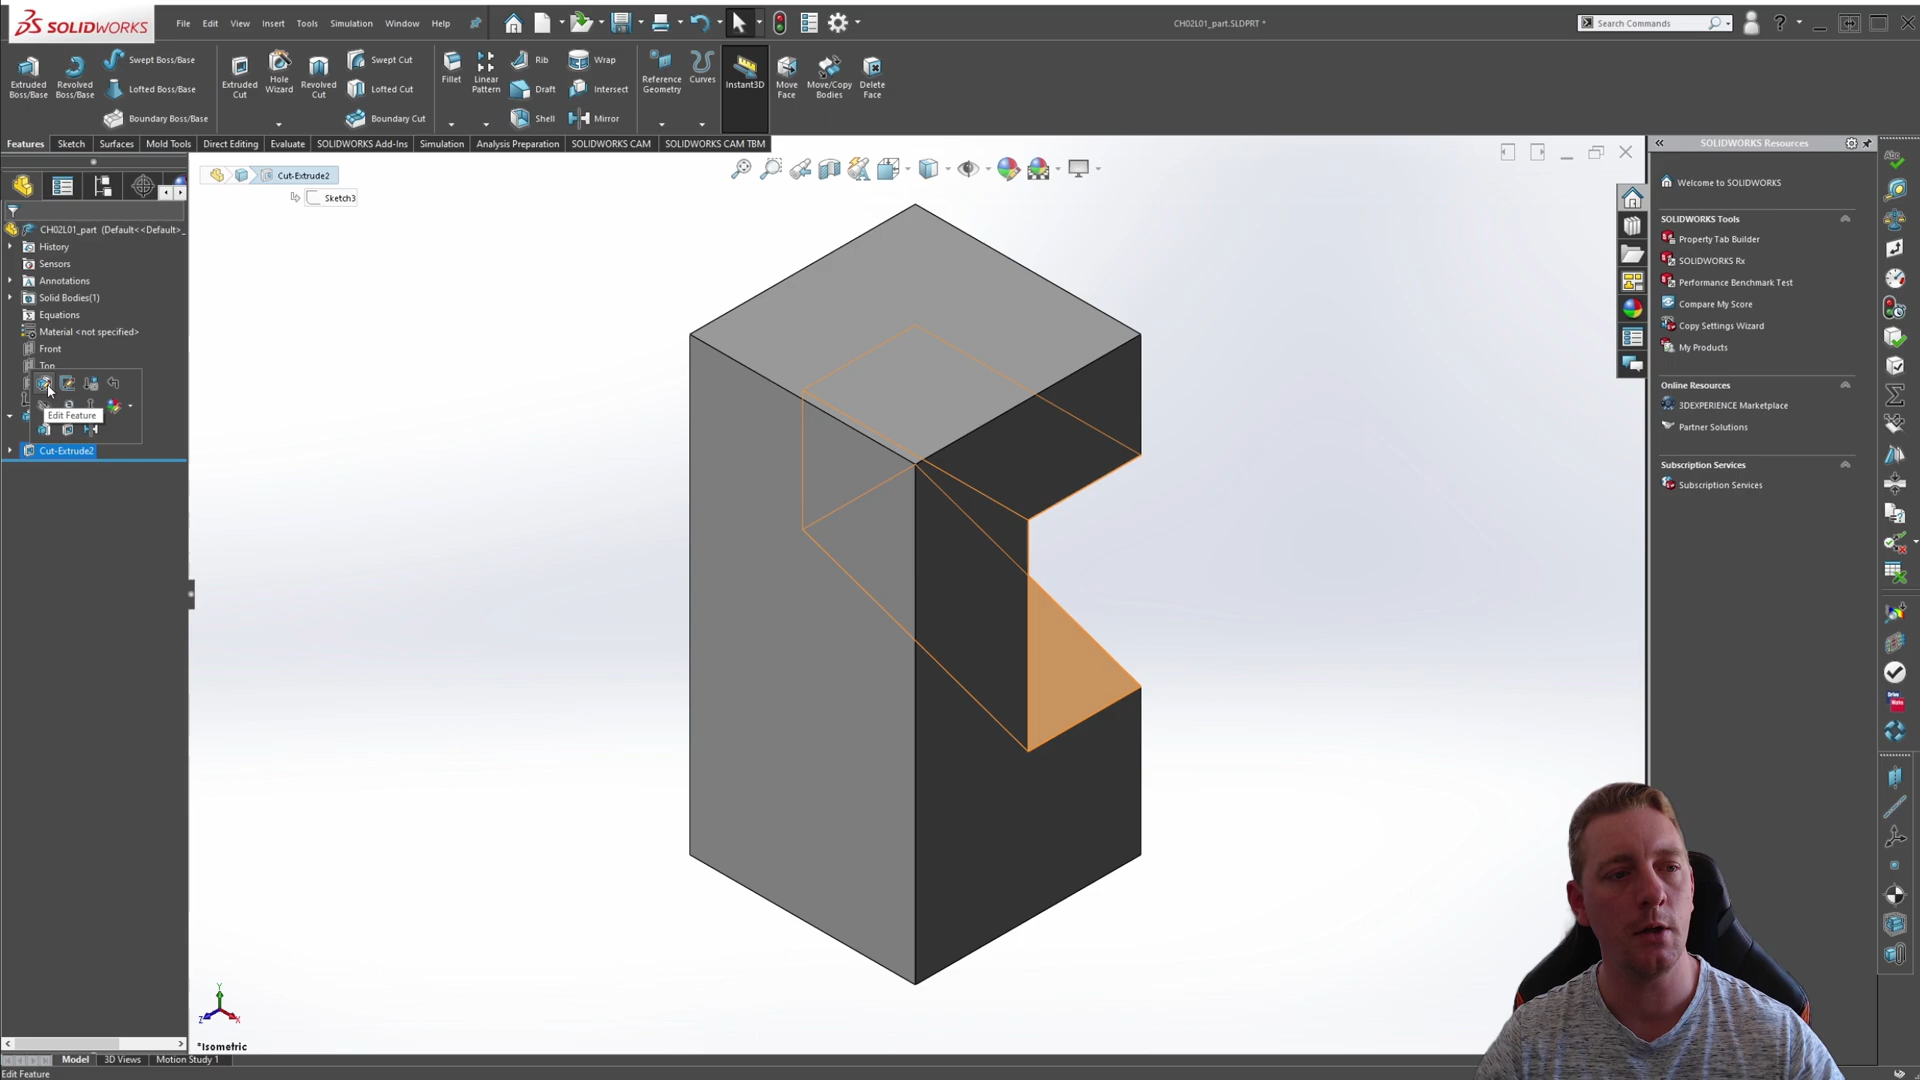 SOLIDWORKS
File Edit View Insert Tools Simulation Window Help
CH02L01_part.SLDPRT *
Search Commands
Extruded Boss/Base
Revolved Boss/Base
Swept Boss/Base
Lofted Boss/Base
Boundary Boss/Base
Extruded Cut
Hole Wizard
Revolved Cut
Swept Cut
Lofted Cut
Boundary Cut
Fillet
Linear Pattern
Rib
Draft
Shell
Wrap
Intersect
Mirror
Reference Geometry
Curves
Instant3D
Move Face
Move/Copy Bodies
Delete Face
Features Sketch Surfaces Mold Tools Direct Editing Evaluate SOLIDWORKS Add-Ins Simulation Analysis Preparation SOLIDWORKS CAM SOLIDWORKS CAM TBM
Cut-Extrude2
Sketch3
CH02L01_part (Default<<Default>_
History
Sensors
Annotations
Solid Bodies(1)
Equations
Material <not specified>
Front
Top
Edit Feature
Cut-Extrude2
Y
Z
X
*Isometric
Model 3D Views Motion Study 1
Edit Feature
SOLIDWORKS Resources
Welcome to SOLIDWORKS
SOLIDWORKS Tools
Property Tab Builder
SOLIDWORKS Rx
Performance Benchmark Test
Compare My Score
Copy Settings Wizard
My Products
Online Resources
3DEXPERIENCE Marketplace
Partner Solutions
Subscription Services
Subscription Services